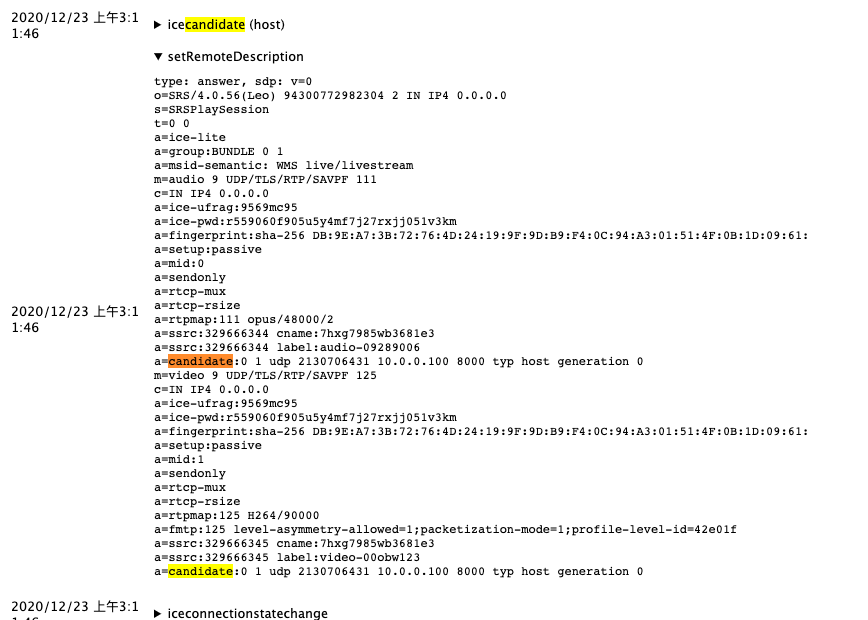 2020/12/23 上午3:1
1:46
▶ icecandidate (host)
▼ setRemoteDescription
type: answer, sdp: v=0
o=SRS/4.0.56(Leo) 94300772982304 2 IN IP4 0.0.0.0
s=SRSPlaySession
t=0 0
a=ice-lite
a=group:BUNDLE 0 1
a=msid-semantic: WMS live/livestream
m=audio 9 UDP/TLS/RTP/SAVPF 111
c=IN IP4 0.0.0.0
a=ice-ufrag:9569mc95
a=ice-pwd:r559060f905u5y4mf7j27rxjj051v3km
a=fingerprint:sha-256 DB:9E:A7:3B:72:76:4D:24:19:9F:9D:B9:F4:0C:94:A3:01:51:4F:0B:1D:09:61:
a=setup:passive
a=mid:0
a=sendonly
a=rtcp-mux
a=rtcp-rsize
2020/12/23 上午3:1
1:46
a=rtpmap:111 opus/48000/2
a=ssrc:329666344 cname:7hxg7985wb3681e3
a=ssrc:329666344 label:audio-09289006
a=candidate:0 1 udp 2130706431 10.0.0.100 8000 typ host generation 0
m=video 9 UDP/TLS/RTP/SAVPF 125
c=IN IP4 0.0.0.0
a=ice-ufrag:9569mc95
a=ice-pwd:r559060f905u5y4mf7j27rxjj051v3km
a=fingerprint:sha-256 DB:9E:A7:3B:72:76:4D:24:19:9F:9D:B9:F4:0C:94:A3:01:51:4F:0B:1D:09:61:
a=setup:passive
a=mid:1
a=sendonly
a=rtcp-mux
a=rtcp-rsize
a=rtpmap:125 H264/90000
a=fmtp:125 level-asymmetry-allowed=1;packetization-mode=1;profile-level-id=42e01f
a=ssrc:329666345 cname:7hxg7985wb3681e3
a=ssrc:329666345 label:video-00obw123
a=candidate:0 1 udp 2130706431 10.0.0.100 8000 typ host generation 0
2020/12/23 上午3:1
▶ iceconnectionstatechange